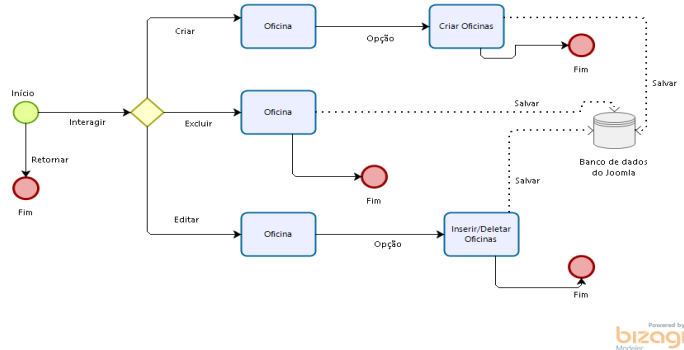 Criar
Oficina
Opção
Criar Oficinas
Fim
Salvar
Início
Interagir
Excluir
Oficina
Salvar
Banco de dados
do Joomla
Retornar
Fim
Fim
Salvar
Editar
Oficina
Opção
Inserir/Deletar
Oficinas
Fim
Powered by
bizagi
Modeler